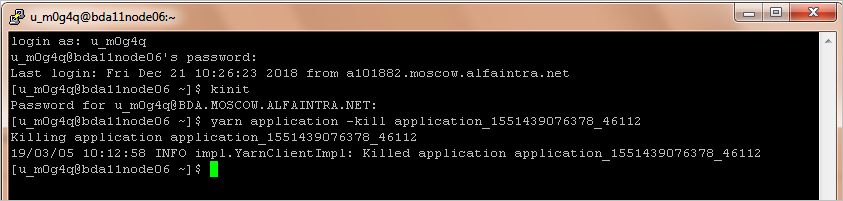 u_m0g4q@bda11node06:~
login as: u_m0g4q
u_m0g4q@bda11node06's password:
Last login: Fri Dec 21 10:26:23 2018 from a101882.moscow.alfaintra.net
[u_m0g4q@bda11node06 ~]$ kinit
Password for u_m0g4q@BDA.MOSCOW.ALFAINTRA.NET:
[u_m0g4q@bda11node06 ~]$ yarn application -kill application_1551439076378_46112
Killing application application_1551439076378_46112
19/03/05 10:12:58 INFO impl.YarnClientImpl: Killed application application_1551439076378_46112
[u_m0g4q@bda11node06 ~]$